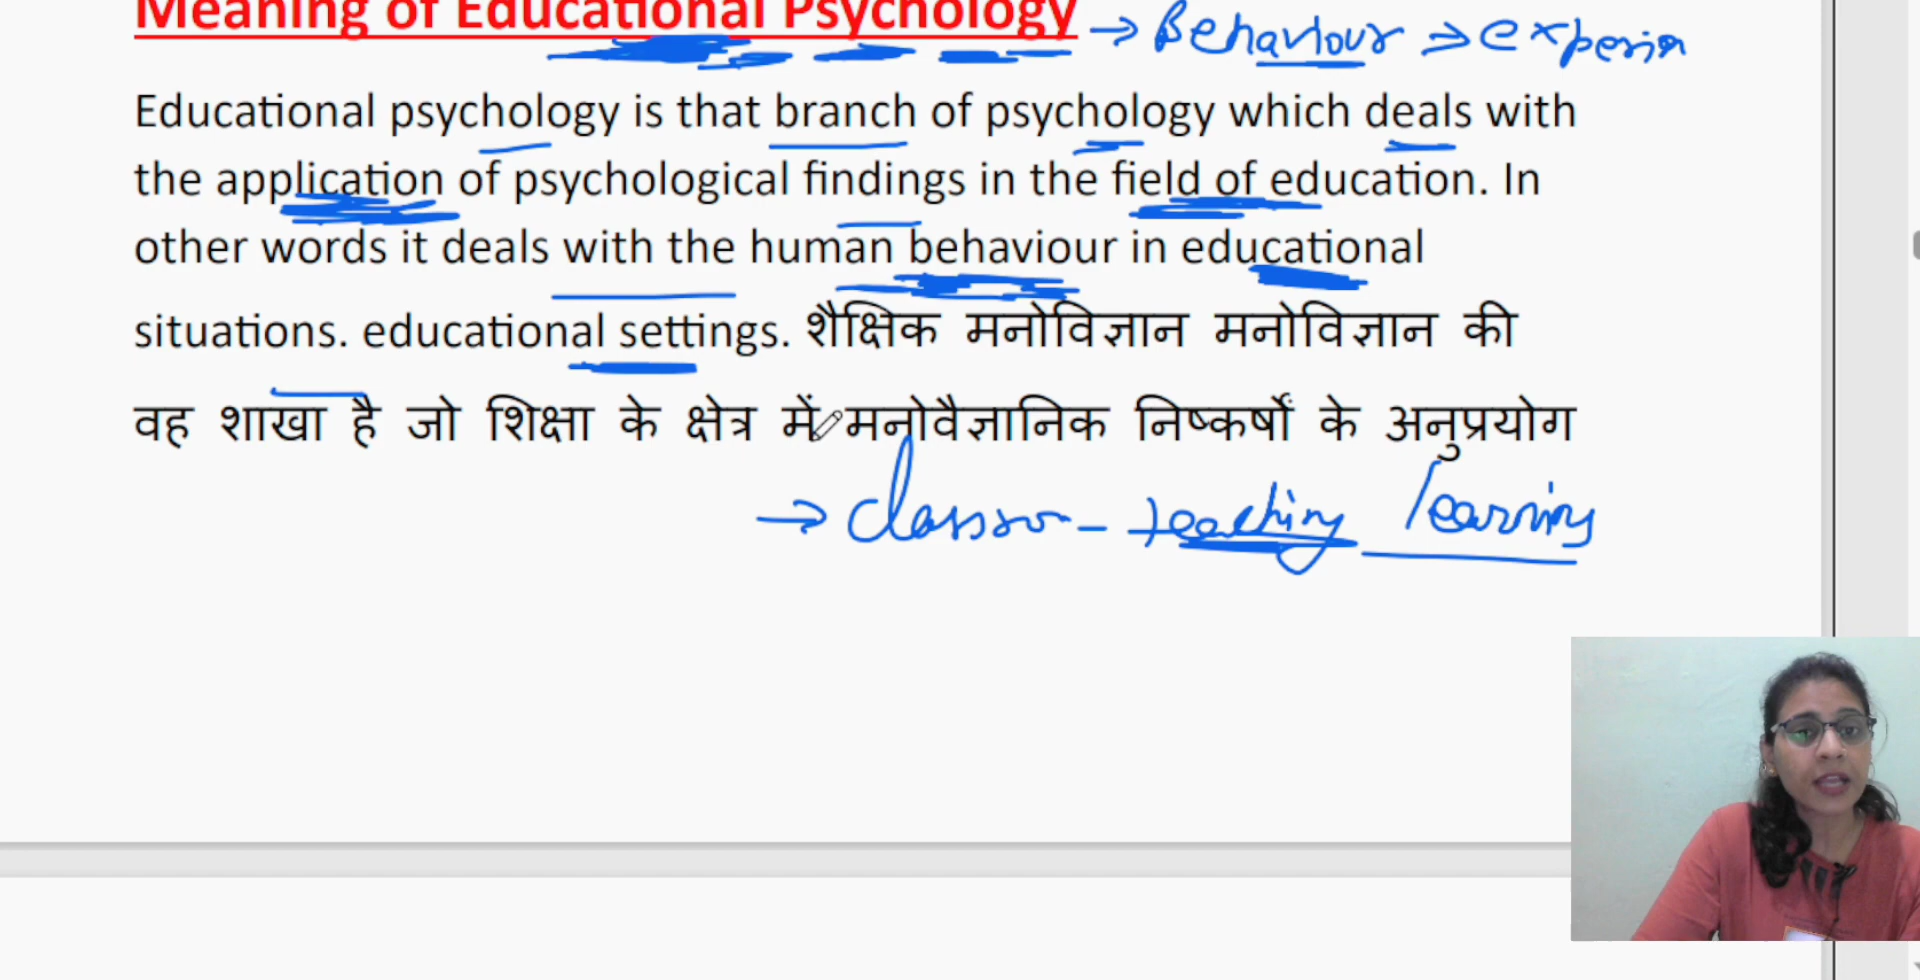 Meaning of Educational Psychology → Behaviour → experien
Educational psychology is that branch of psychology which deals with
the application of psychological findings in the field of education. In
other words it deals with the human behaviour in educational
situations. educational settings. शैक्षिक मनोविज्ञान मनोविज्ञान की
वह शाखा है जो शिक्षा के क्षेत्र में मनोवैज्ञानिक निष्कर्षों के अनुप्रयोग
→ classroo - teaching learning